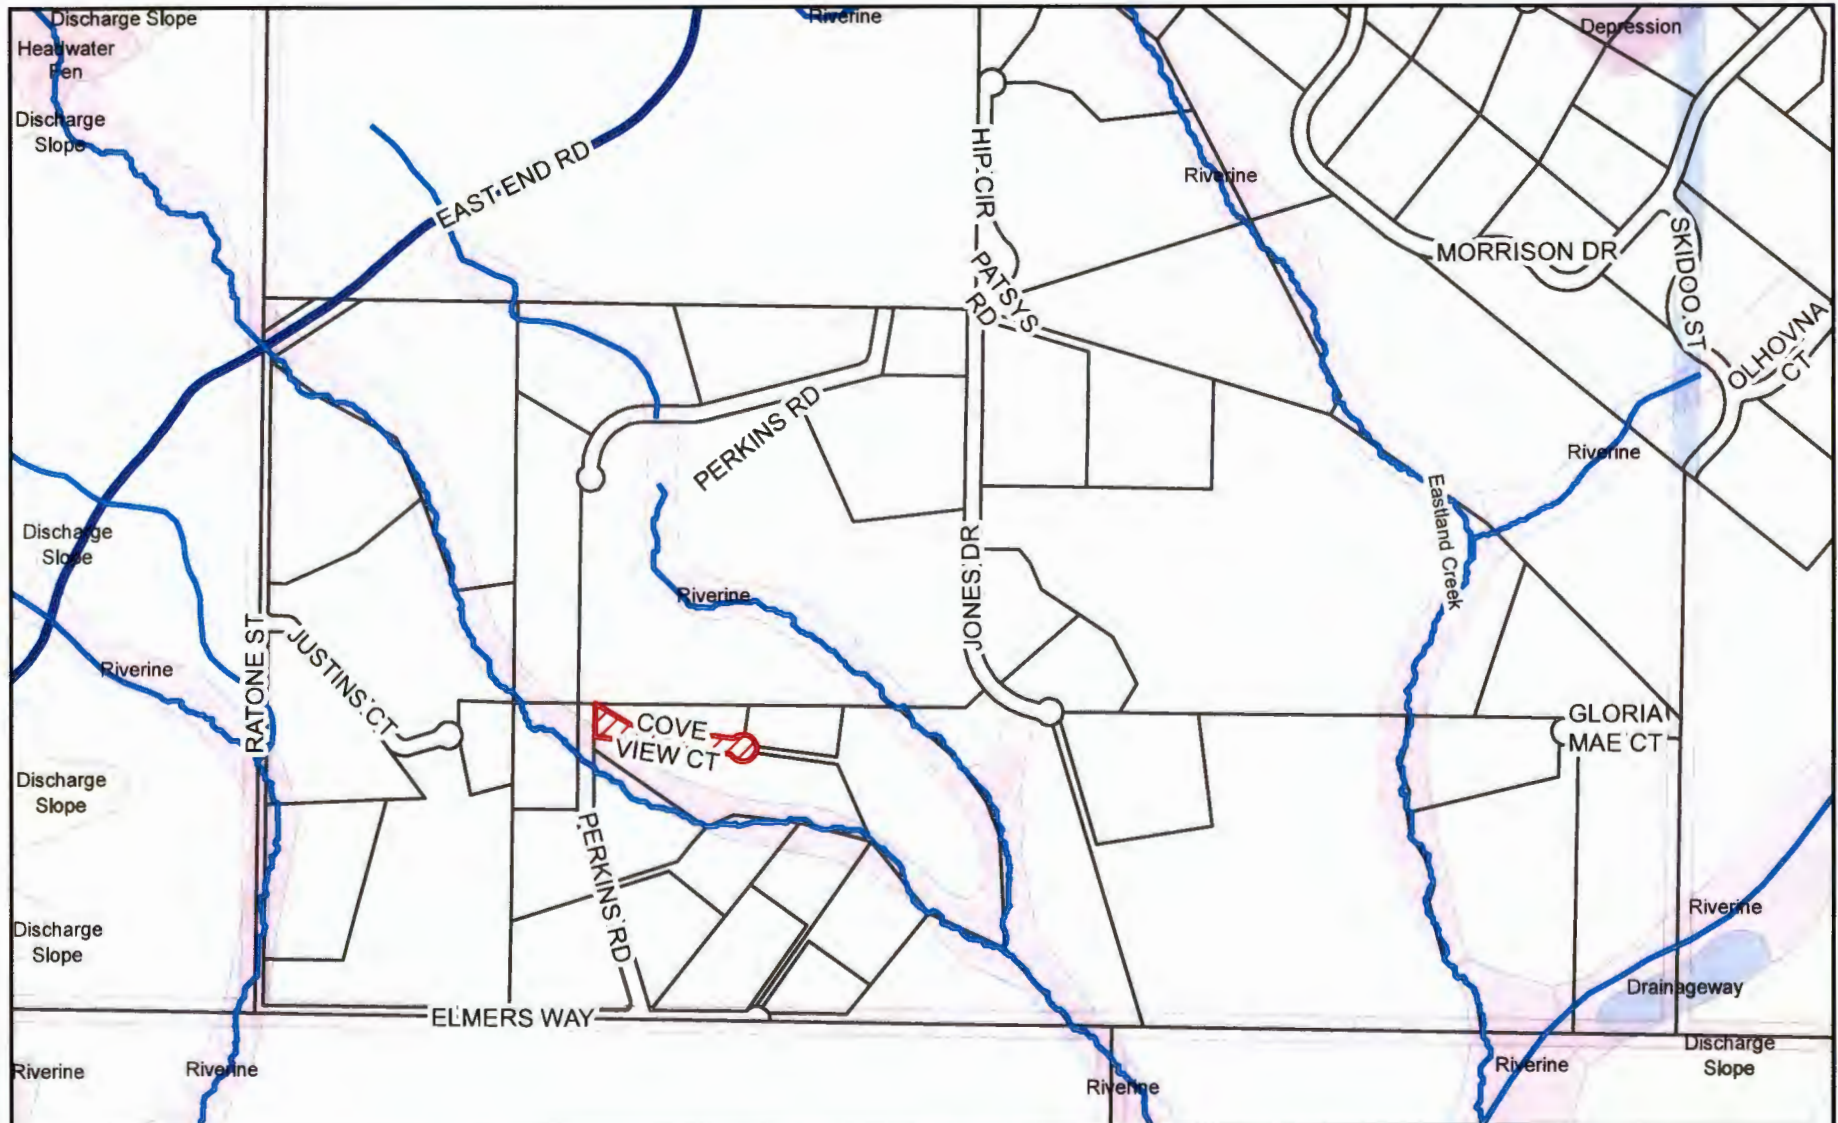 Discharge Slope
Riverine
Depression
Headwater
Fen
Discharge
Slope
EAST END RD
HIP CIR
Riverine
MORRISON DR
SKIDOO ST
PATSYS
RD
OLHOVNA
CT
PERKINS RD
Riverine
Eastland Creek
Discharge
Slope
JONES DR
Riverine
RATONE ST
JUSTINS CT
Riverine
COVE
VIEW CT
GLORIA
MAE CT
Discharge
Slope
PERKINS RD
Riverine
Discharge
Slope
Drainageway
ELMERS WAY
Riverine
Riverine
Riverine
Riverine
Discharge
Slope